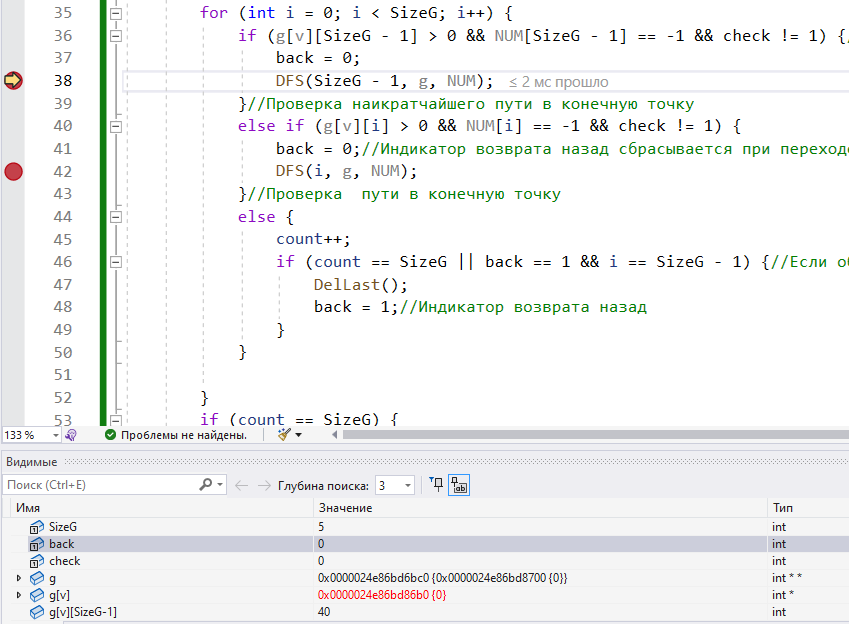 35 for (int i = 0; i < SizeG; i++) {
36 if (g[v][SizeG - 1] > 0 && NUM[SizeG - 1] == -1 && check != 1) {
37 back = 0;
38 DFS(SizeG - 1, g, NUM); ≤ 2 мс прошло
39 }//Проверка наикратчайшего пути в конечную точку
40 else if (g[v][i] > 0 && NUM[i] == -1 && check != 1) {
41 back = 0;//Индикатор возврата назад сбрасывается при переход
42 DFS(i, g, NUM);
43 }//Проверка  пути в конечную точку
44 else {
45 count++;
46 if (count == SizeG || back == 1 && i == SizeG - 1) {//Если
47 DelLast();
48 back = 1;//Индикатор возврата назад
49 }
50 }
51
52 }
53 if (count == SizeG) {
133 % Проблемы не найдены.
Видимые
Поиск (Ctrl+E) Глубина поиска: 3
Имя Значение Тип
SizeG 5 int
back 0 int
check 0 int
g 0x0000024e86bd6bc0 {0x0000024e86bd8700 {0}} int * *
g[v] 0x0000024e86bd86b0 {0} int *
g[v][SizeG-1] 40 int